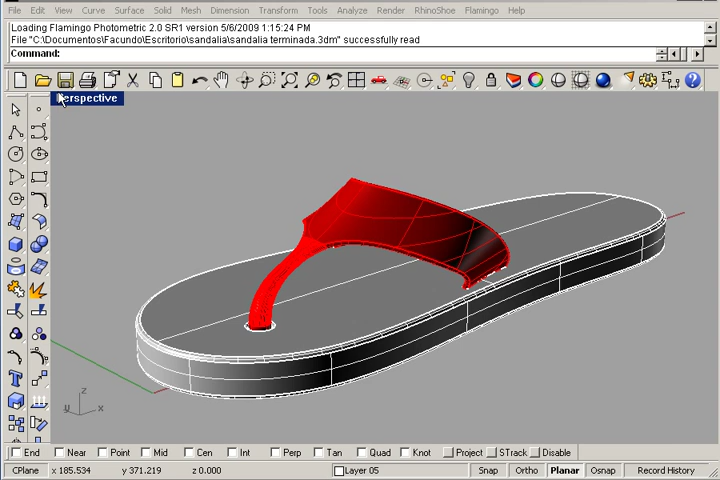 File Edit View Curve Surface Solid Mesh Dimension Transform Tools Analyze Render RhinoShoe Flamingo Help
Loading Flamingo Photometric 2.0 SR1 version 5/6/2009 1:15:24 PM
File "C:\Documentos\Facundo\Escritorio\sandalia\sandalia terminada.3dm" successfully read
Command:
erspective
z
y x
End Near Point Mid Cen Int Perp Tan Quad Knot Project STrack Disable
CPlane x 185.534 y 371.219 z 0.000 Layer 05 Snap Ortho Planar Osnap Record History